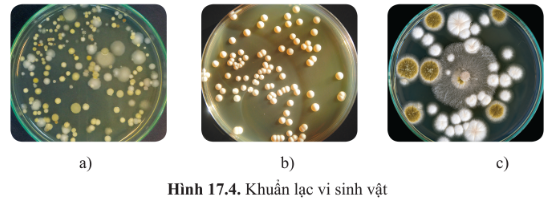 a) b) c)
Hình 17.4. Khuẩn lạc vi sinh vật